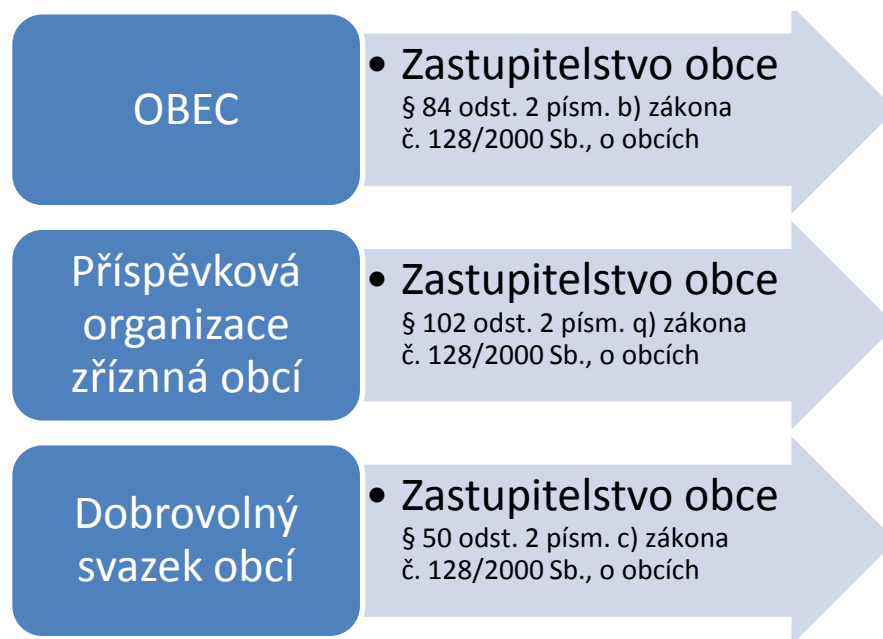 OBEC
• Zastupitelstvo obce
§ 84 odst. 2 písm. b) zákona
č. 128/2000 Sb., o obcích
Příspěvková
organizace
zříznná obcí
• Zastupitelstvo obce
§ 102 odst. 2 písm. q) zákona
č. 128/2000 Sb., o obcích
Dobrovolný
svazek obcí
• Zastupitelstvo obce
§ 50 odst. 2 písm. c) zákona
č. 128/2000 Sb., o obcích